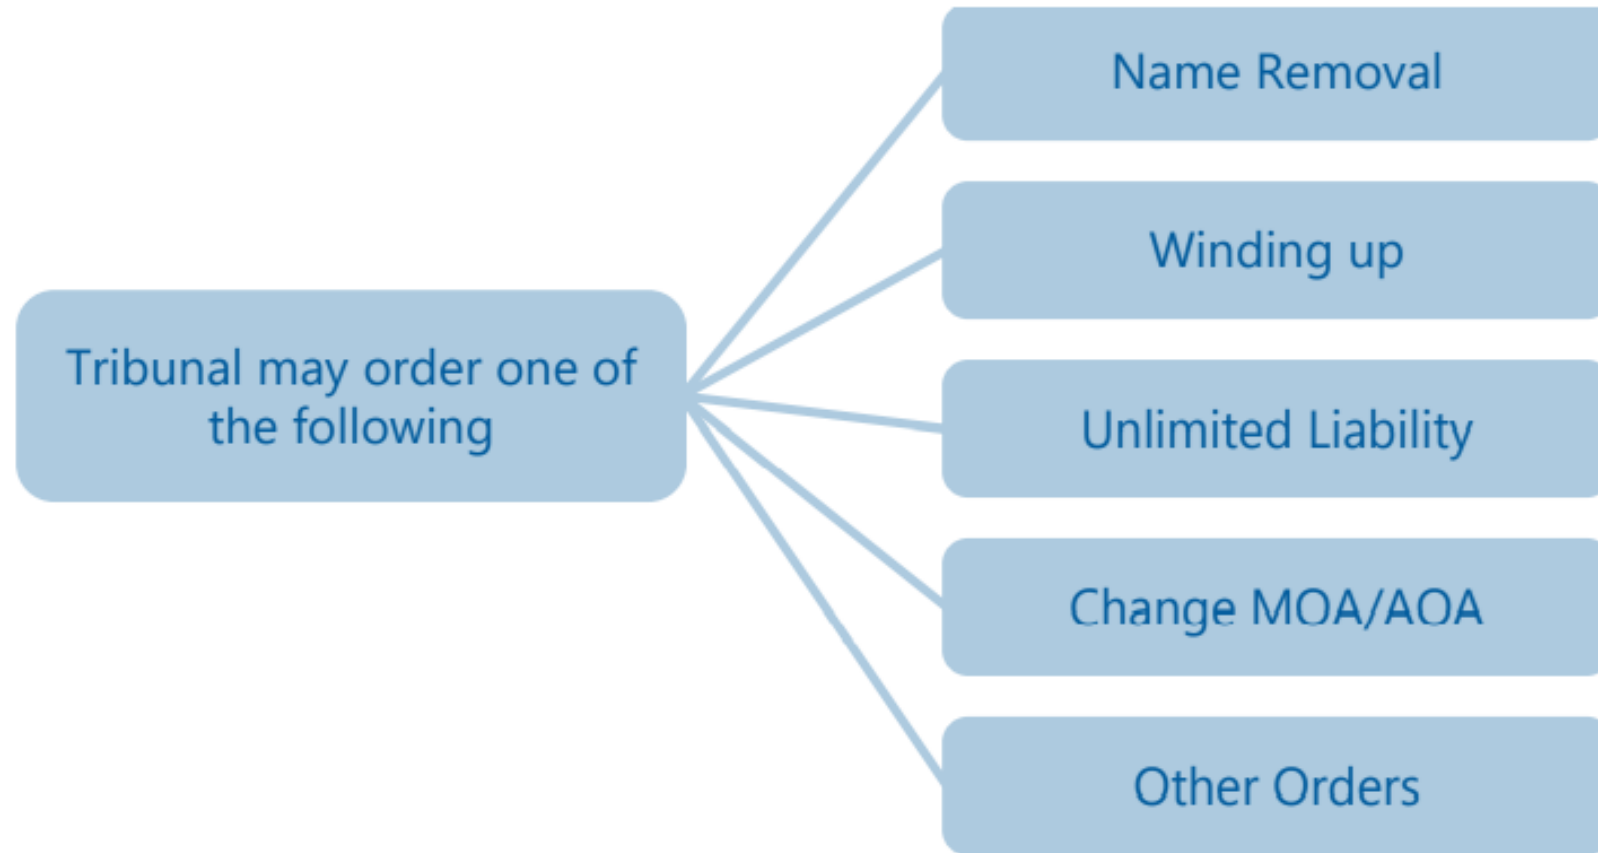 Tribunal may order one of
the following
Name Removal
Winding up
Unlimited Liability
Change MOA/AOA
Other Orders